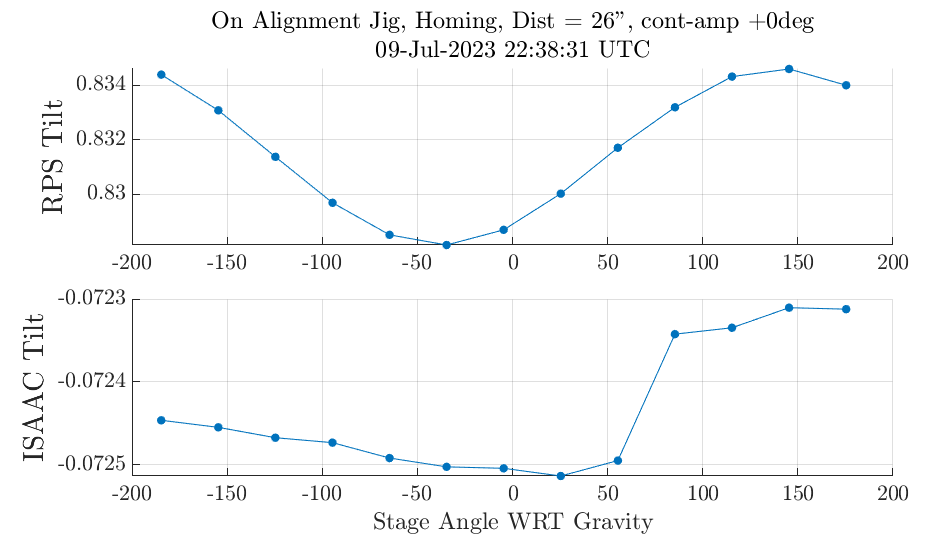 On Alignment Jig, Homing, Dist = 26”, cont-amp +0deg
09-Jul-2023 22:38:31 UTC
RPS Tilt
0.834
0.832
0.83
-200 -150 -100 -50 0 50 100 150 200
ISAAC Tilt
-0.0723
-0.0724
-0.0725
-200 -150 -100 -50 0 50 100 150 200
Stage Angle WRT Gravity